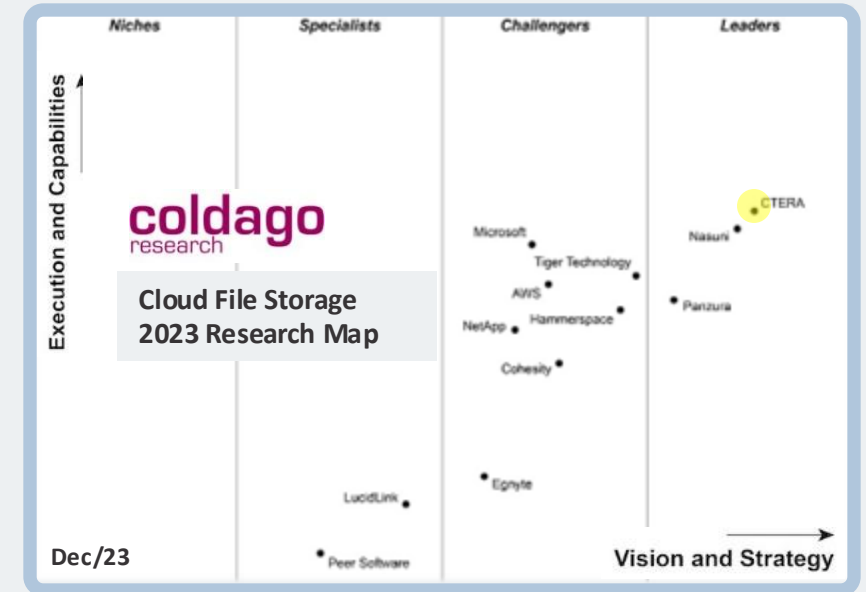 Niches
Specialists
Challengers
Leaders
Execution and Capabilities
coldago
research
Cloud File Storage
2023 Research Map
CTERA
Nasuni
Microsoft
Tiger Technology
AWS
Panzura
Hammerspace
NetApp
Cohesity
Egnyte
LucidLink
Peer Software
Dec/23
Vision and Strategy